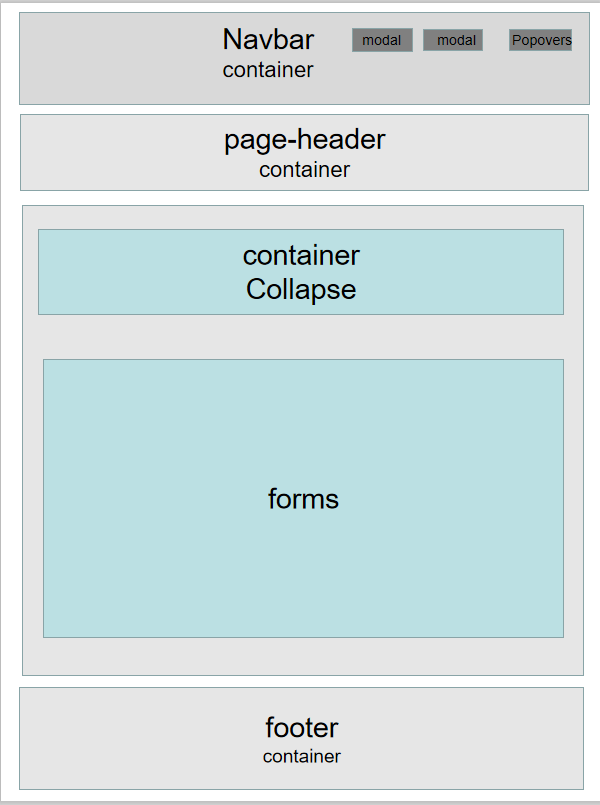 Navbar
container
modal
modal
Popovers
page-header
container
container
Collapse
forms
footer
container